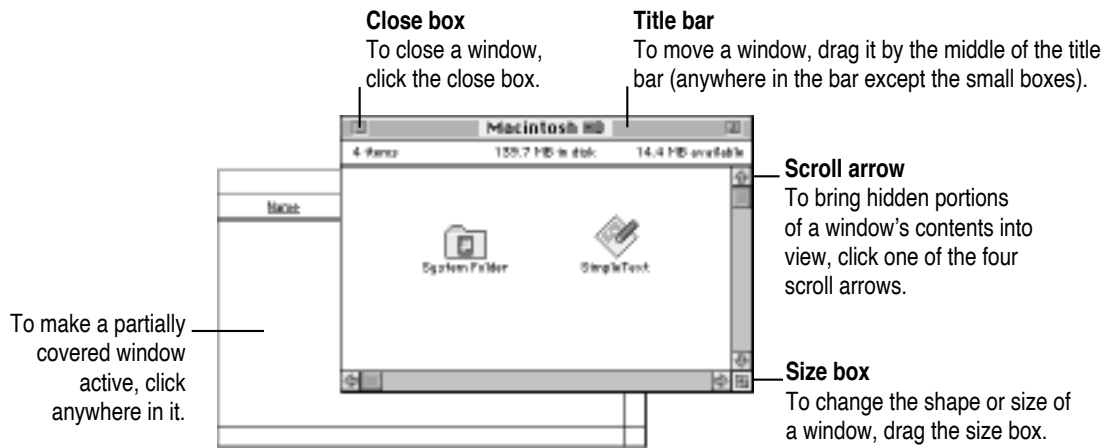 Close box
To close a window,
click the close box.
Title bar
To move a window, drag it by the middle of the title
bar (anywhere in the bar except the small boxes).
Macintosh HD
4 items 139.7 MB in disk 14.4 MB available
Scroll arrow
To bring hidden portions
of a window's contents into
view, click one of the four
scroll arrows.
Name
System Folder SimpleText
To make a partially
covered window
active, click
anywhere in it.
Size box
To change the shape or size of
a window, drag the size box.